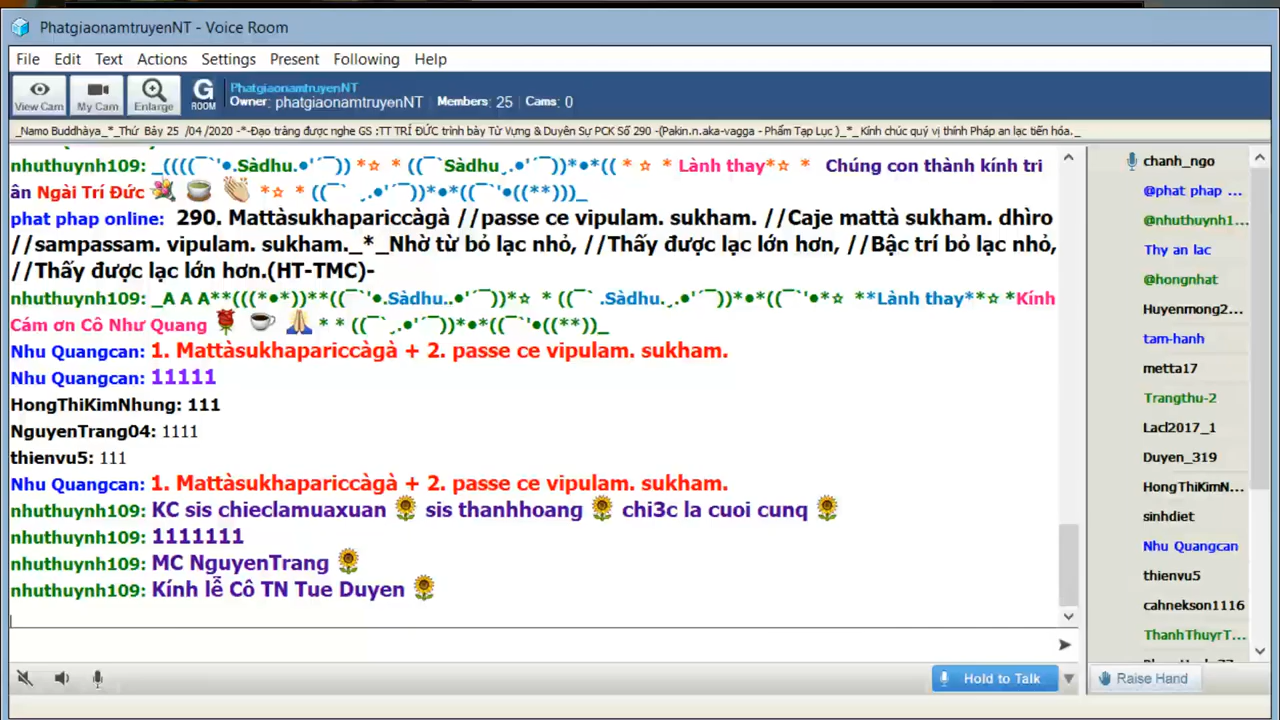 PhatgiaonamtruyenNT - Voice Room
File Edit Text Actions Settings Present Following Help
View Cam My Cam Enlarge G ROOM
PhatgiaonamtruyenNT
Owner: phatgiaonamtruyenNT Members: 25 Cams: 0
_Namo Buddhàya_*_Thứ Bảy 25 /04 /2020 -*-Đạo tràng được nghe GS :TT TRÍ ĐỨC trình bày Từ Vựng & Duyên Sự PCK Số 290 -(Pakin.n.aka-vagga - Phẩm Tạp Lục )_*_ Kính chúc quý vị thính Pháp an lạc tiến hóa._
nhuthuynh109: _((((¯`'•.Sàdhu.•'´¯)) *☆ * ((¯`Sàdhu¸.•'´¯))*•*(( * ☆ * Lành thay*☆ * Chúng con thành kính tri
ân Ngài Trí Đức *☆ * ((¯` ¸.•'´¯))*•*((¯`'•((**)))_
phat phap online: 290. Mattàsukhapariccàgà //passe ce vipulam. sukham. //Caje mattà sukham. dhìro
//sampassam. vipulam. sukham._*_Nhờ từ bỏ lạc nhỏ, //Thấy được lạc lớn hơn, //Bậc trí bỏ lạc nhỏ,
//Thấy được lạc lớn hơn.(HT-TMC)-
nhuthuynh109: _A A A**(((*•*))**((¯`'•.Sàdhu..•'´¯))*☆ * ((¯` .Sàdhu.¸.•'´¯))*•*((¯`'•*☆ **Lành thay**☆ *Kính
Cám ơn Cô Như Quang * * ((¯`¸.•'´¯))*•*((¯`'•((**))_
Nhu Quangcan: 1. Mattàsukhapariccàgà + 2. passe ce vipulam. sukham.
Nhu Quangcan: 11111
HongThiKimNhung: 111
NguyenTrang04: 1111
thienvu5: 111
Nhu Quangcan: 1. Mattàsukhapariccàgà + 2. passe ce vipulam. sukham.
nhuthuynh109: KC sis chieclamuaxuan sis thanhhoang chi3c la cuoi cunq
nhuthuynh109: 1111111
nhuthuynh109: MC NguyenTrang
nhuthuynh109: Kính lễ Cô TN Tue Duyen
chanh_ngo
@phat phap ...
@nhuthuynh1...
Thy an lac
@hongnhat
Huyenmong2...
tam-hanh
metta17
Trangthu-2
Lacl2017_1
Duyen_319
HongThiKimN...
sinhdiet
Nhu Quangcan
thienvu5
cahnekson1116
ThanhThuyrT...
Hold to Talk
Raise Hand